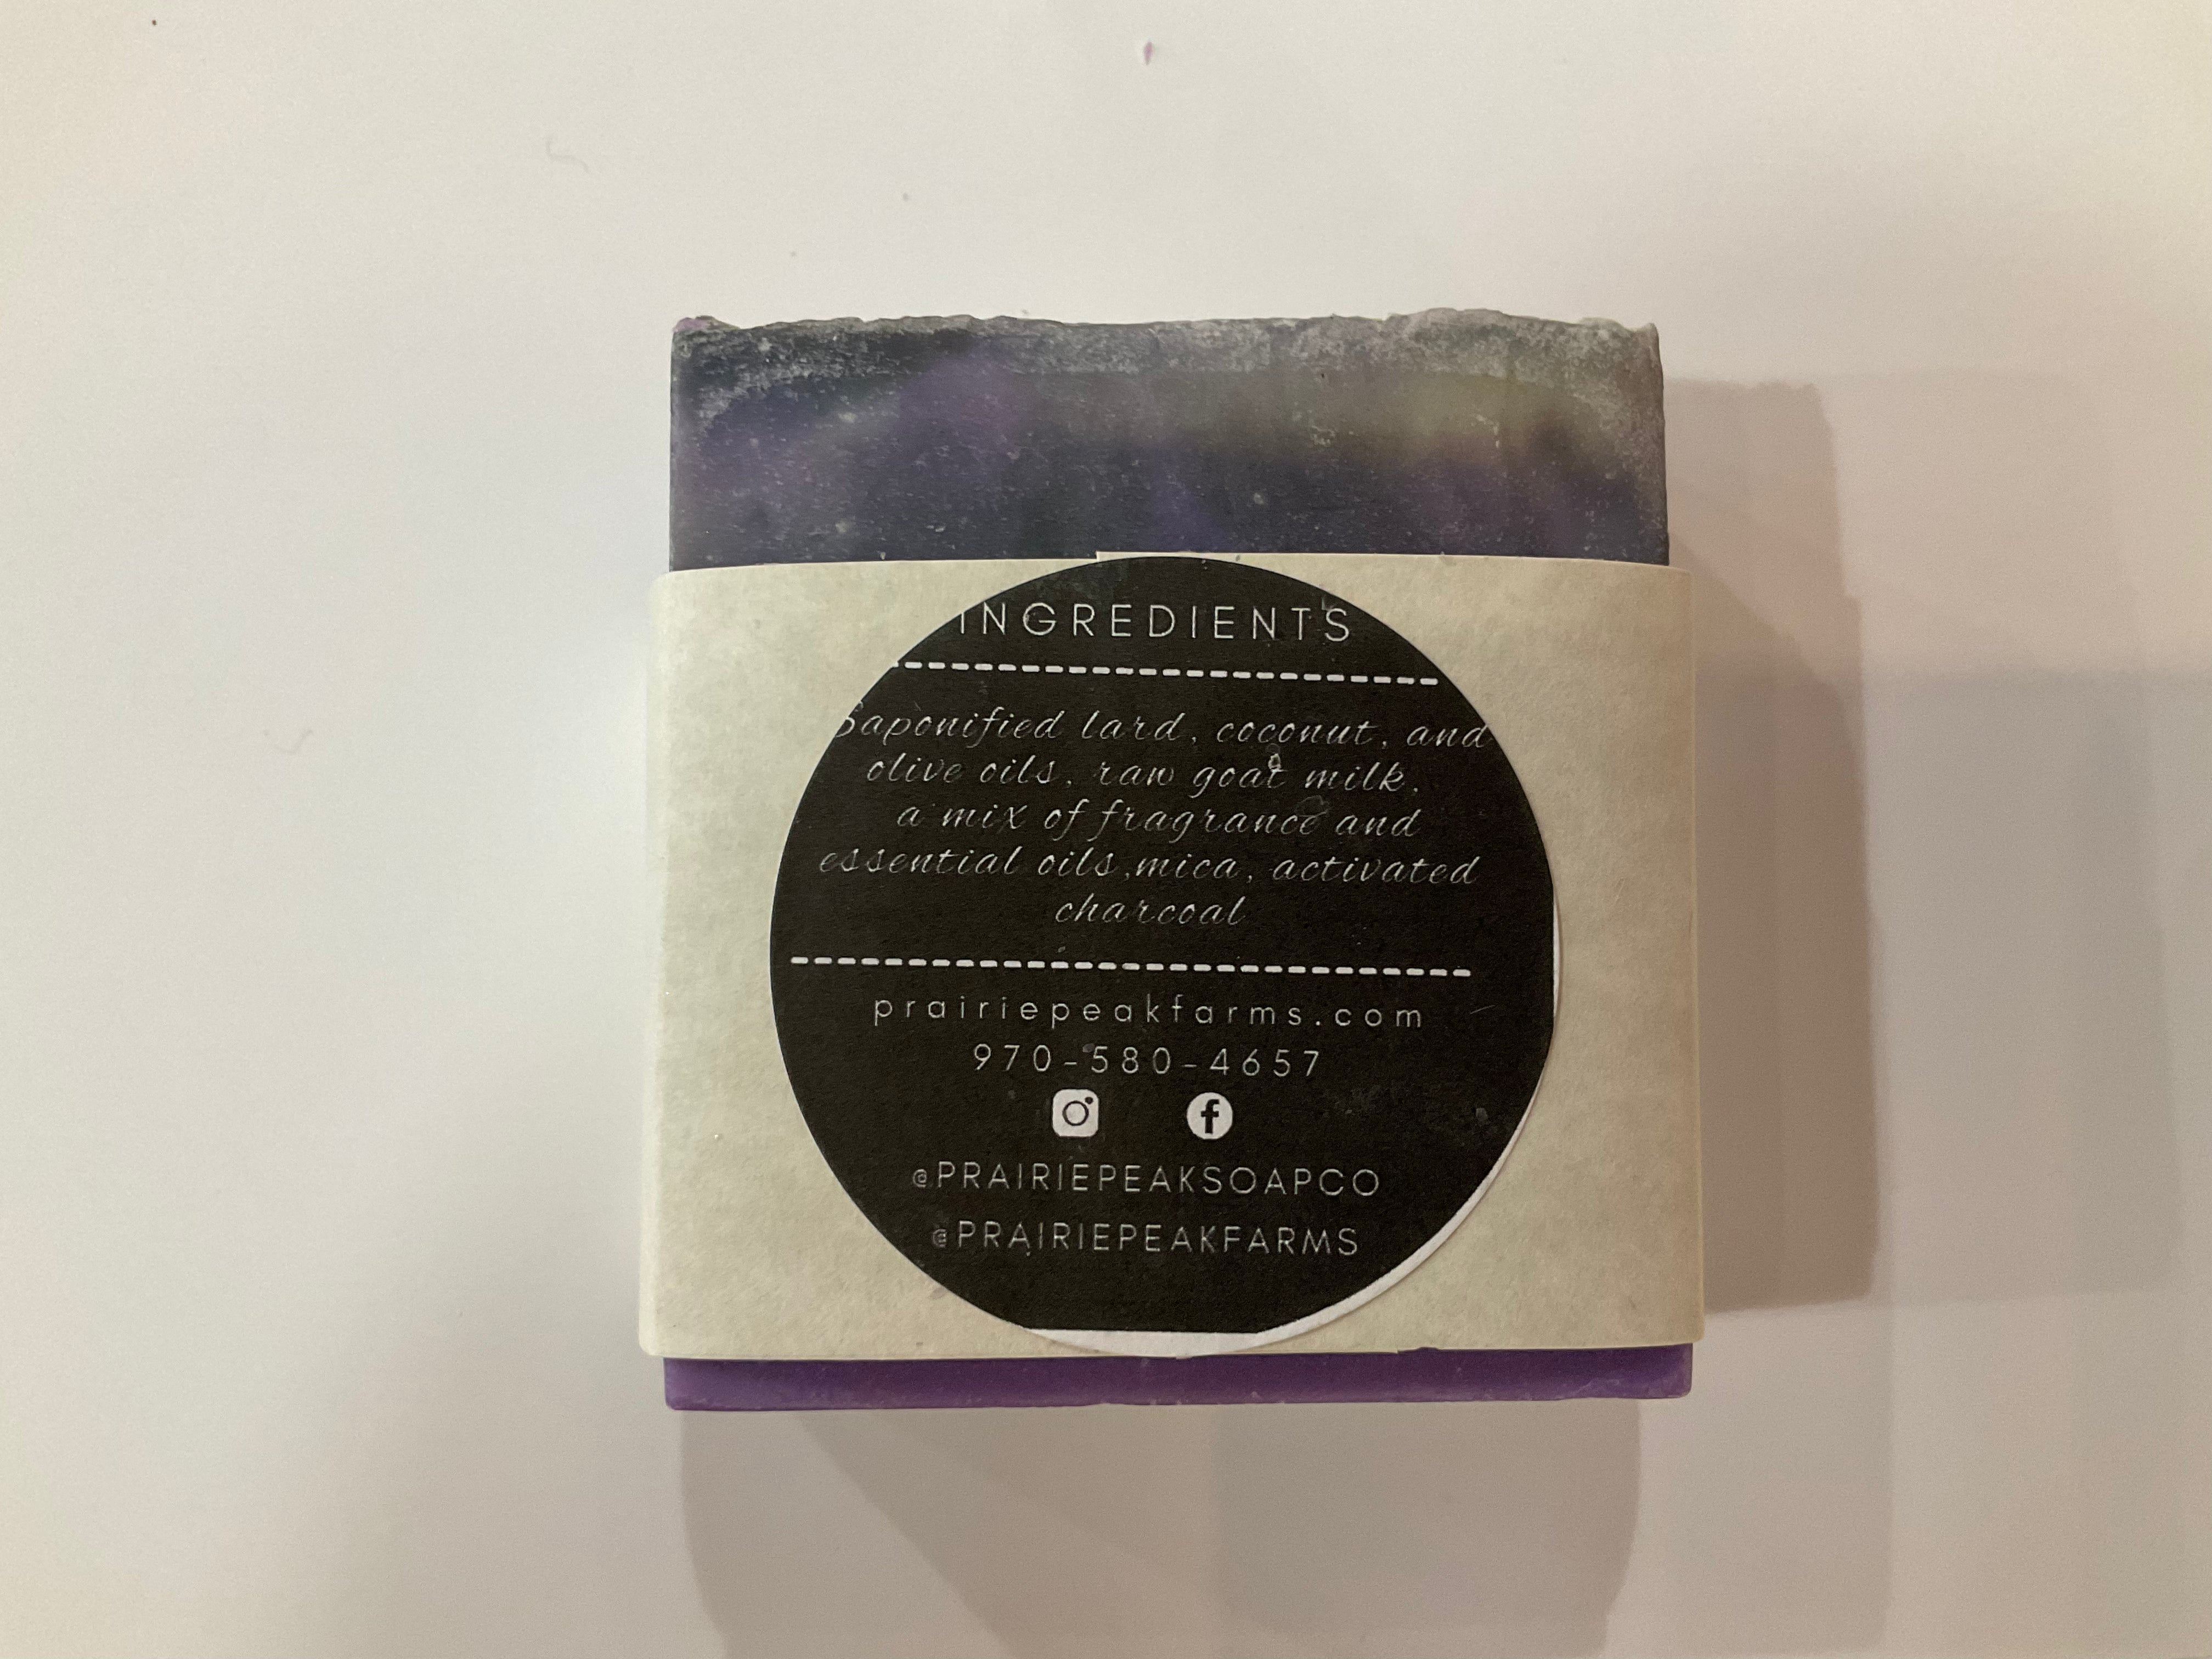 INGREDIENTS
Saponified lard, coconut, and
olive oils, raw goat milk,
a mix of fragrance and
essential oils,mica, activated
charcoal
prairiepeakfarms.com
970-580-4657
@PRAIRIEPEAKSOAPCO
@PRAIRIEPEAKFARMS